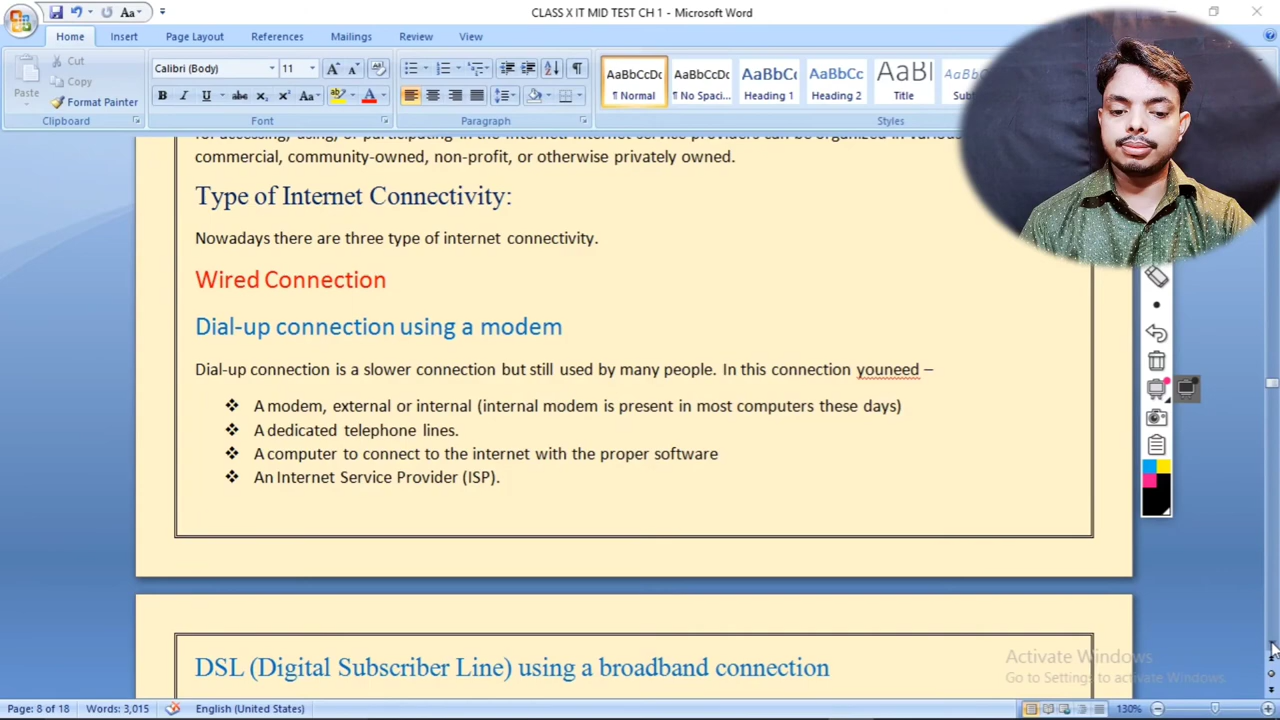 CLASS X IT MID TEST CH 1 - Microsoft Word
Home Insert Page Layout References Mailings Review View
Cut
Copy
Format Painter
Paste
Clipboard
Calibri (Body) 11
Font
Paragraph
AaBbCcDc AaBbCcDc AaBbCc AaBbCc AaBl
¶ Normal ¶ No Spaci... Heading 1 Heading 2 Title
Styles
commercial, community-owned, non-profit, or otherwise privately owned.
Type of Internet Connectivity:
Nowadays there are three type of internet connectivity.
Wired Connection
Dial-up connection using a modem
Dial-up connection is a slower connection but still used by many people. In this connection youneed –
❖ A modem, external or internal (internal modem is present in most computers these days)
❖ A dedicated telephone lines.
❖ A computer to connect to the internet with the proper software
❖ An Internet Service Provider (ISP).
DSL (Digital Subscriber Line) using a broadband connection
Activate Windows
Go to Settings to activate Windows.
Page: 8 of 18 Words: 3,015 English (United States) 130%